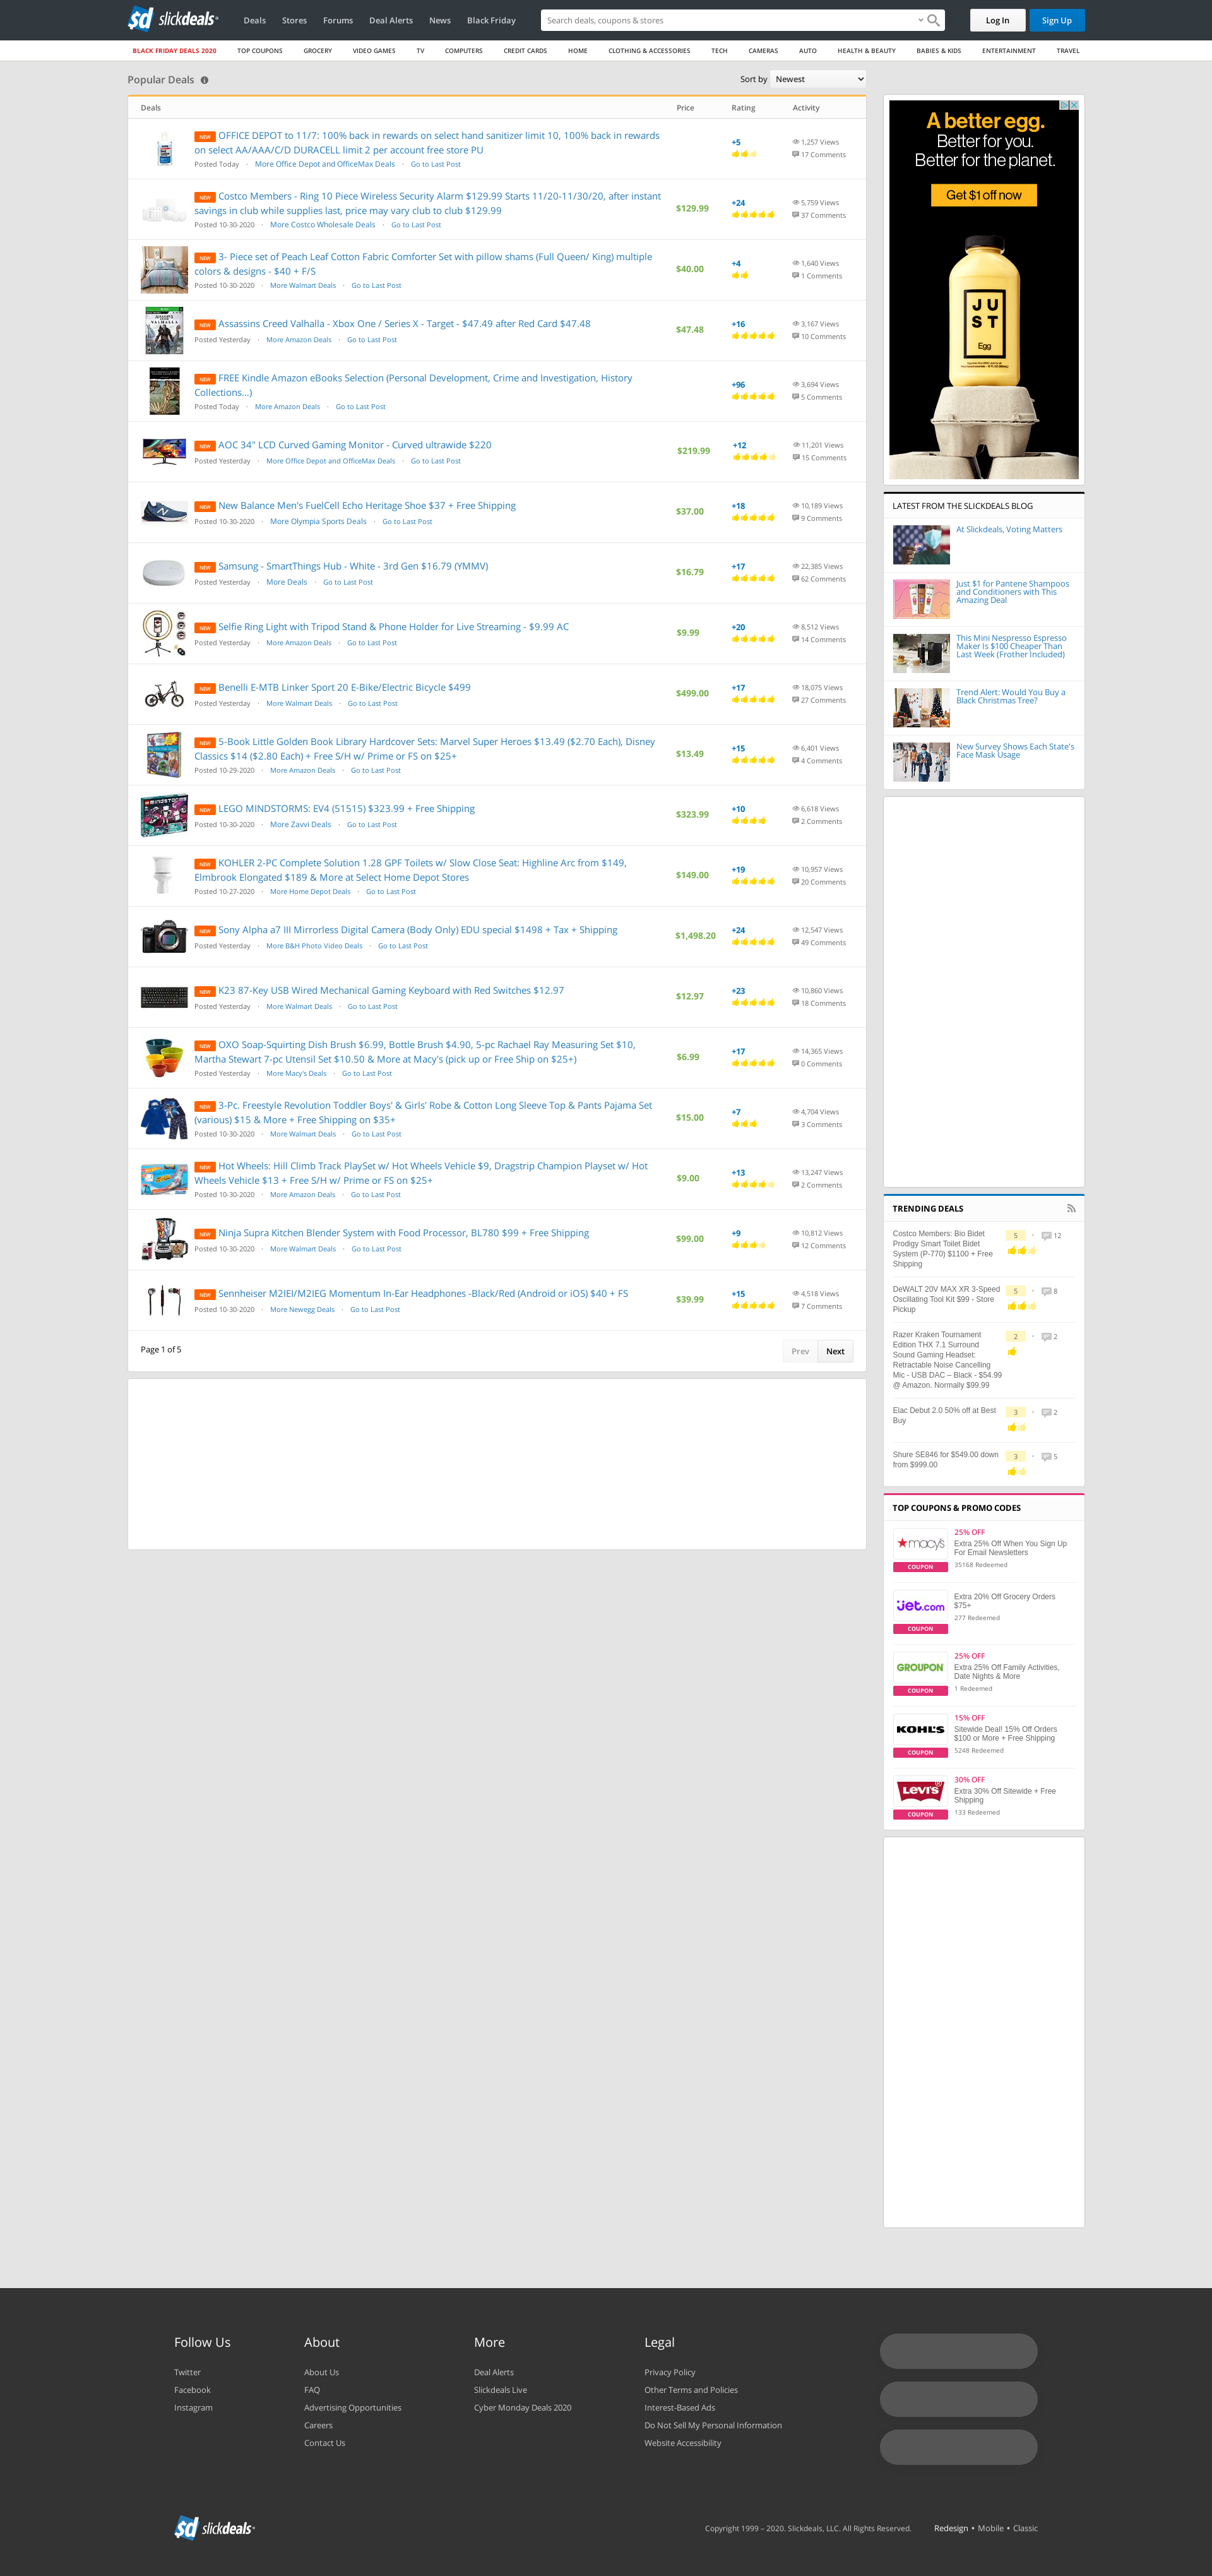 slickdeals
Deals
Stores
Forums
Deal Alerts
News
Black Friday
Search deals, coupons & stores
Log In
Sign Up
BLACK FRIDAY DEALS 2020
TOP COUPONS
GROCERY
VIDEO GAMES
TV
COMPUTERS
CREDIT CARDS
HOME
CLOTHING & ACCESSORIES
TECH
CAMERAS
AUTO
HEALTH & BEAUTY
BABIES & KIDS
ENTERTAINMENT
TRAVEL
Popular Deals
Sort by Newest
Deals Price Rating Activity
NEW OFFICE DEPOT to 11/7: 100% back in rewards on select hand sanitizer limit 10, 100% back in rewards
on select AA/AAA/C/D DURACELL limit 2 per account free store PU
Posted Today · More Office Depot and OfficeMax Deals · Go to Last Post
+5
1,257 Views
17 Comments
NEW Costco Members - Ring 10 Piece Wireless Security Alarm $129.99 Starts 11/20-11/30/20, after instant
savings in club while supplies last, price may vary club to club $129.99
Posted 10-30-2020 · More Costco Wholesale Deals · Go to Last Post
$129.99
+24
5,759 Views
37 Comments
NEW 3- Piece set of Peach Leaf Cotton Fabric Comforter Set with pillow shams (Full Queen/ King) multiple
colors & designs - $40 + F/S
Posted 10-30-2020 · More Walmart Deals · Go to Last Post
$40.00
+4
1,640 Views
1 Comments
NEW Assassins Creed Valhalla - Xbox One / Series X - Target - $47.49 after Red Card $47.48
Posted Yesterday · More Amazon Deals · Go to Last Post
$47.48
+16
3,167 Views
10 Comments
NEW FREE Kindle Amazon eBooks Selection (Personal Development, Crime and Investigation, History
Collections...)
Posted Today · More Amazon Deals · Go to Last Post
+96
3,694 Views
5 Comments
NEW AOC 34" LCD Curved Gaming Monitor - Curved ultrawide $220
Posted Yesterday · More Office Depot and OfficeMax Deals · Go to Last Post
$219.99
+12
11,201 Views
15 Comments
NEW New Balance Men's FuelCell Echo Heritage Shoe $37 + Free Shipping
Posted 10-30-2020 · More Olympia Sports Deals · Go to Last Post
$37.00
+18
10,189 Views
9 Comments
NEW Samsung - SmartThings Hub - White - 3rd Gen $16.79 (YMMV)
Posted Yesterday · More Deals · Go to Last Post
$16.79
+17
22,385 Views
62 Comments
NEW Selfie Ring Light with Tripod Stand & Phone Holder for Live Streaming - $9.99 AC
Posted Yesterday · More Amazon Deals · Go to Last Post
$9.99
+20
8,512 Views
14 Comments
NEW Benelli E-MTB Linker Sport 20 E-Bike/Electric Bicycle $499
Posted Yesterday · More Walmart Deals · Go to Last Post
$499.00
+17
18,075 Views
27 Comments
NEW 5-Book Little Golden Book Library Hardcover Sets: Marvel Super Heroes $13.49 ($2.70 Each), Disney
Classics $14 ($2.80 Each) + Free S/H w/ Prime or FS on $25+
Posted 10-29-2020 · More Amazon Deals · Go to Last Post
$13.49
+15
6,401 Views
4 Comments
NEW LEGO MINDSTORMS: EV4 (51515) $323.99 + Free Shipping
Posted 10-30-2020 · More Zavvi Deals · Go to Last Post
$323.99
+10
6,618 Views
2 Comments
NEW KOHLER 2-PC Complete Solution 1.28 GPF Toilets w/ Slow Close Seat: Highline Arc from $149,
Elmbrook Elongated $189 & More at Select Home Depot Stores
Posted 10-27-2020 · More Home Depot Deals · Go to Last Post
$149.00
+19
10,957 Views
20 Comments
NEW Sony Alpha a7 III Mirrorless Digital Camera (Body Only) EDU special $1498 + Tax + Shipping
Posted Yesterday · More B&H Photo Video Deals · Go to Last Post
$1,498.20
+24
12,547 Views
49 Comments
NEW K23 87-Key USB Wired Mechanical Gaming Keyboard with Red Switches $12.97
Posted Yesterday · More Walmart Deals · Go to Last Post
$12.97
+23
10,860 Views
18 Comments
NEW OXO Soap-Squirting Dish Brush $6.99, Bottle Brush $4.90, 5-pc Rachael Ray Measuring Set $10,
Martha Stewart 7-pc Utensil Set $10.50 & More at Macy's (pick up or Free Ship on $25+)
Posted Yesterday · More Macy's Deals · Go to Last Post
$6.99
+17
14,365 Views
0 Comments
NEW 3-Pc. Freestyle Revolution Toddler Boys' & Girls' Robe & Cotton Long Sleeve Top & Pants Pajama Set
(various) $15 & More + Free Shipping on $35+
Posted 10-30-2020 · More Walmart Deals · Go to Last Post
$15.00
+7
4,704 Views
3 Comments
NEW Hot Wheels: Hill Climb Track PlaySet w/ Hot Wheels Vehicle $9, Dragstrip Champion Playset w/ Hot
Wheels Vehicle $13 + Free S/H w/ Prime or FS on $25+
Posted 10-30-2020 · More Amazon Deals · Go to Last Post
$9.00
+13
13,247 Views
2 Comments
NEW Ninja Supra Kitchen Blender System with Food Processor, BL780 $99 + Free Shipping
Posted 10-30-2020 · More Walmart Deals · Go to Last Post
$99.00
+9
10,812 Views
12 Comments
NEW Sennheiser M2IEI/M2IEG Momentum In-Ear Headphones -Black/Red (Android or iOS) $40 + FS
Posted 10-30-2020 · More Newegg Deals · Go to Last Post
$39.99
+15
4,518 Views
7 Comments
Page 1 of 5
Prev
Next
A better egg.
Better for you.
Better for the planet.
Get $1 off now
JUST
Egg
LATEST FROM THE SLICKDEALS BLOG
At Slickdeals, Voting Matters
Just $1 for Pantene Shampoos
and Conditioners with This
Amazing Deal
This Mini Nespresso Espresso
Maker Is $100 Cheaper Than
Last Week (Frother Included)
Trend Alert: Would You Buy a
Black Christmas Tree?
New Survey Shows Each State's
Face Mask Usage
TRENDING DEALS
Costco Members: Bio Bidet
Prodigy Smart Toilet Bidet
System (P-770) $1100 + Free
Shipping
5 · 12
DeWALT 20V MAX XR 3-Speed
Oscillating Tool Kit $99 - Store
Pickup
5 · 8
Razer Kraken Tournament
Edition THX 7.1 Surround
Sound Gaming Headset:
Retractable Noise Cancelling
Mic - USB DAC – Black - $54.99
@ Amazon. Normally $99.99
2 · 2
Elac Debut 2.0 50% off at Best
Buy
3 · 2
Shure SE846 for $549.00 down
from $999.00
3 · 5
TOP COUPONS & PROMO CODES
macy's
COUPON
25% OFF
Extra 25% Off When You Sign Up
For Email Newsletters
35168 Redeemed
jet.com
COUPON
Extra 20% Off Grocery Orders
$75+
277 Redeemed
GROUPON
COUPON
25% OFF
Extra 25% Off Family Activities,
Date Nights & More
1 Redeemed
KOHL'S
COUPON
15% OFF
Sitewide Deal! 15% Off Orders
$100 or More + Free Shipping
5248 Redeemed
LEVI'S
COUPON
30% OFF
Extra 30% Off Sitewide + Free
Shipping
133 Redeemed
Follow Us
Twitter
Facebook
Instagram
About
About Us
FAQ
Advertising Opportunities
Careers
Contact Us
More
Deal Alerts
Slickdeals Live
Cyber Monday Deals 2020
Legal
Privacy Policy
Other Terms and Policies
Interest-Based Ads
Do Not Sell My Personal Information
Website Accessibility
slickdeals
Copyright 1999 – 2020. Slickdeals, LLC. All Rights Reserved.
Redesign • Mobile • Classic